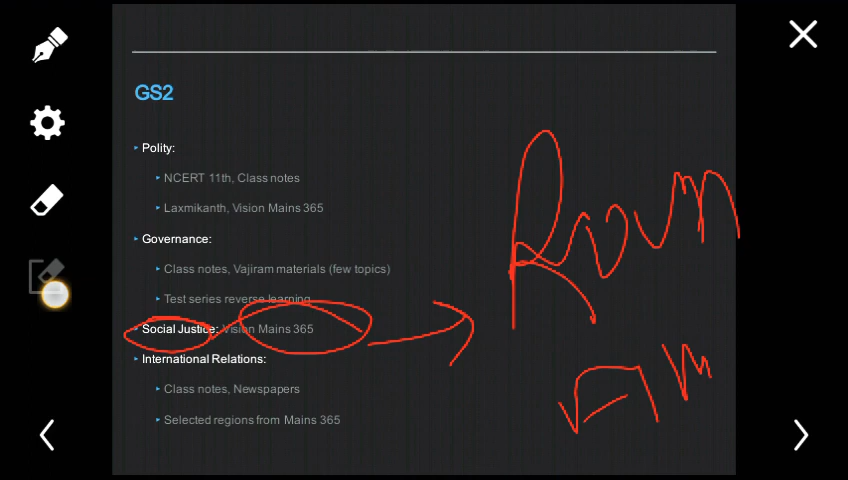 GS2
Polity:
NCERT 11th, Class notes
Laxmikanth, Vision Mains 365
Governance:
Class notes, Vajiram materials (few topics)
Test series reverse learning
Social Justice: Vision Mains 365
International Relations:
Class notes, Newspapers
Selected regions from Mains 365